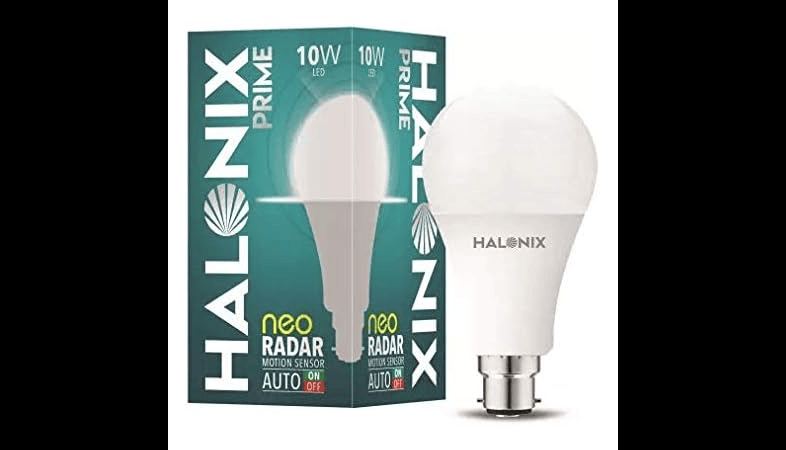 HALONIX
PRIME
10W
LED
neo
RADAR
MOTION SENSOR
AUTO ON OFF
10W
LED
PRIME
HALONIX
neo
RADAR
MOTION SENSOR
AUTO ON OFF
HALONIX